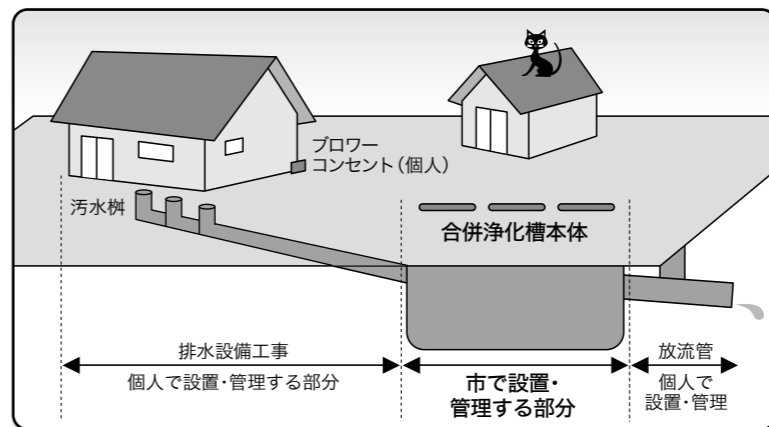 ブロワー
コンセント（個人）
汚水桝
合併浄化槽本体
排水設備工事
個人で設置・管理する部分
市で設置・
管理する部分
放流管
個人で
設置・管理